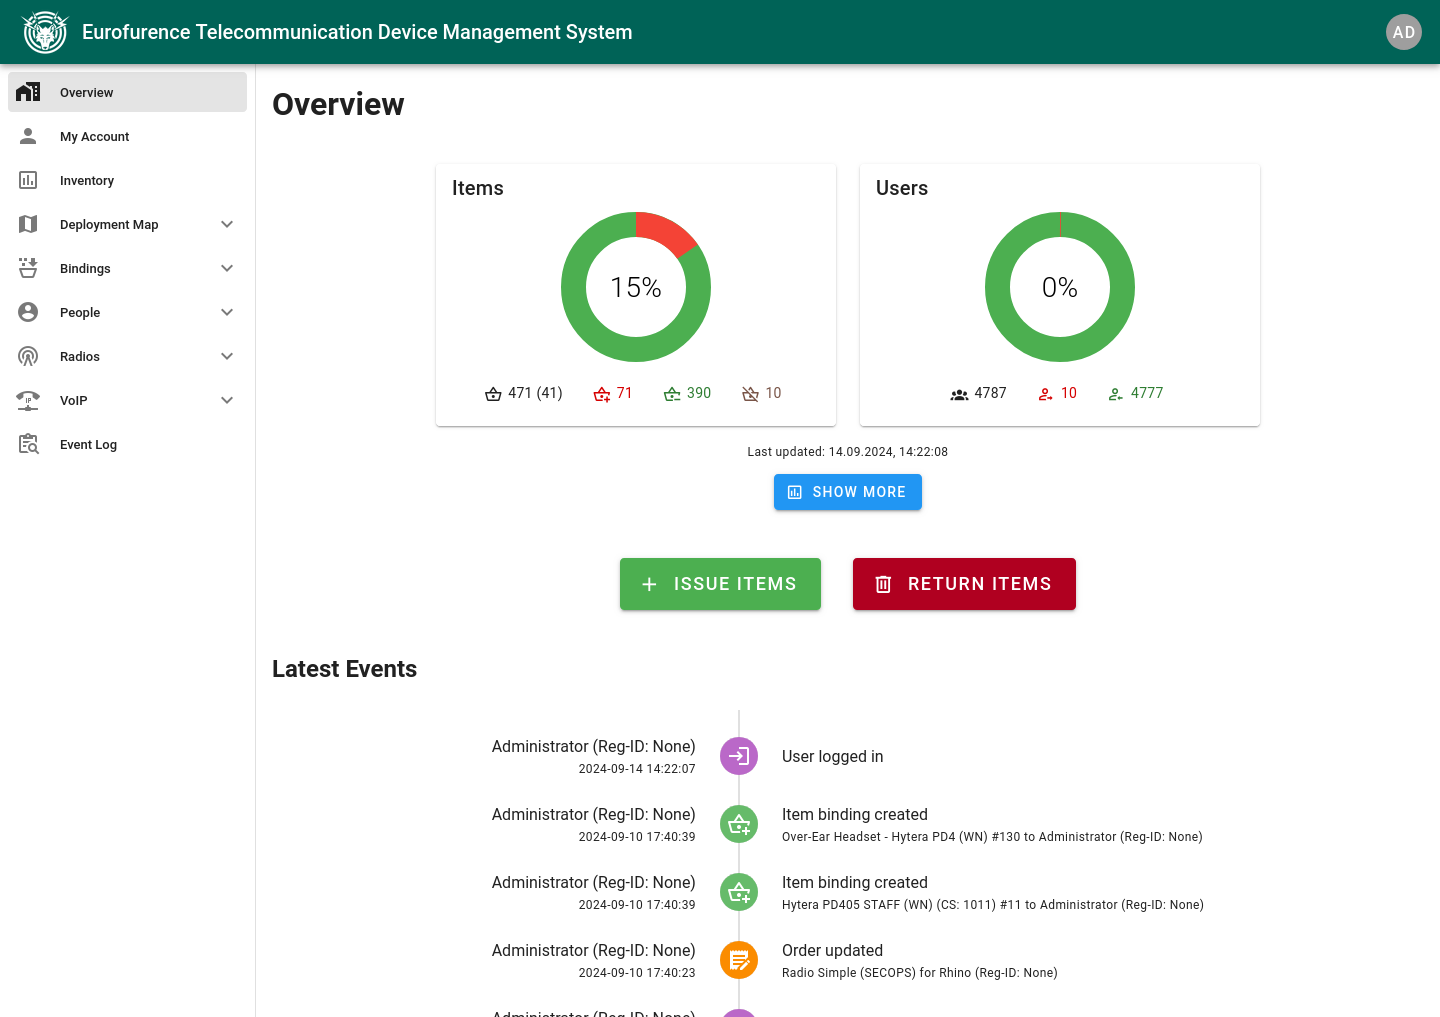 Eurofurence Telecommunication Device Management System
AD
Overview
My Account
Inventory
Deployment Map
Bindings
People
Radios
VoIP
Event Log
Overview
Items
15%
471 (41) 71 390 10
Users
0%
4787 10 4777
Last updated: 14.09.2024, 14:22:08
SHOW MORE
ISSUE ITEMS
RETURN ITEMS
Latest Events
Administrator (Reg-ID: None)
2024-09-14 14:22:07
User logged in
Administrator (Reg-ID: None)
2024-09-10 17:40:39
Item binding created
Over-Ear Headset - Hytera PD4 (WN) #130 to Administrator (Reg-ID: None)
Administrator (Reg-ID: None)
2024-09-10 17:40:39
Item binding created
Hytera PD405 STAFF (WN) (CS: 1011) #11 to Administrator (Reg-ID: None)
Administrator (Reg-ID: None)
2024-09-10 17:40:23
Order updated
Radio Simple (SECOPS) for Rhino (Reg-ID: None)
Administrator (Reg-ID: None)